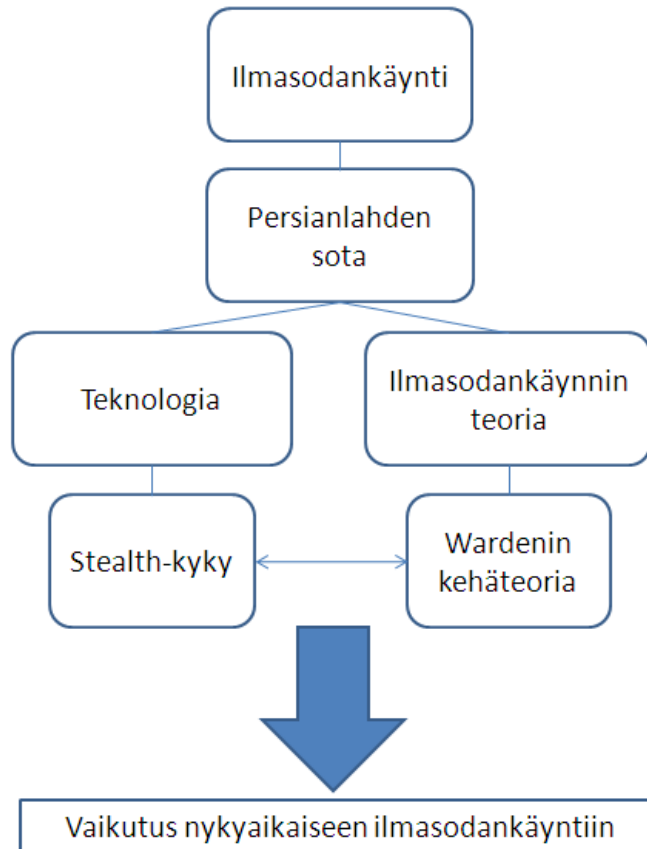 Ilmasodankäynti
Persianlahden
sota
Teknologia
Ilmasodankäynnin
teoria
Stealth-kyky
Wardenin
kehäteoria
Vaikutus nykyaikaiseen ilmasodankäyntiin